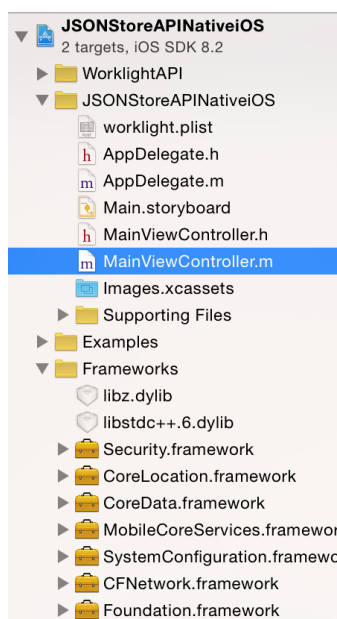 JSONStoreAPINativeiOS
2 targets, iOS SDK 8.2
WorklightAPI
JSONStoreAPINativeiOS
worklight.plist
h AppDelegate.h
m AppDelegate.m
Main.storyboard
h MainViewController.h
m MainViewController.m
Images.xcassets
Supporting Files
Examples
Frameworks
libz.dylib
libstdc++.6.dylib
Security.framework
CoreLocation.framework
CoreData.framework
MobileCoreServices.framewor
SystemConfiguration.framewo
CFNetwork.framework
Foundation.framework